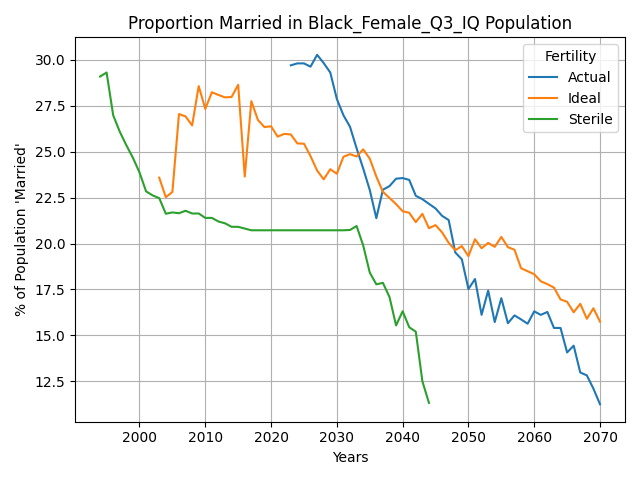 Proportion Married in Black_Female_Q3_IQ Population
% of Population 'Married'
30.0
27.5
25.0
22.5
20.0
17.5
15.0
12.5
Fertility
Actual
Ideal
Sterile
2000 2010 2020 2030 2040 2050 2060 2070
Years